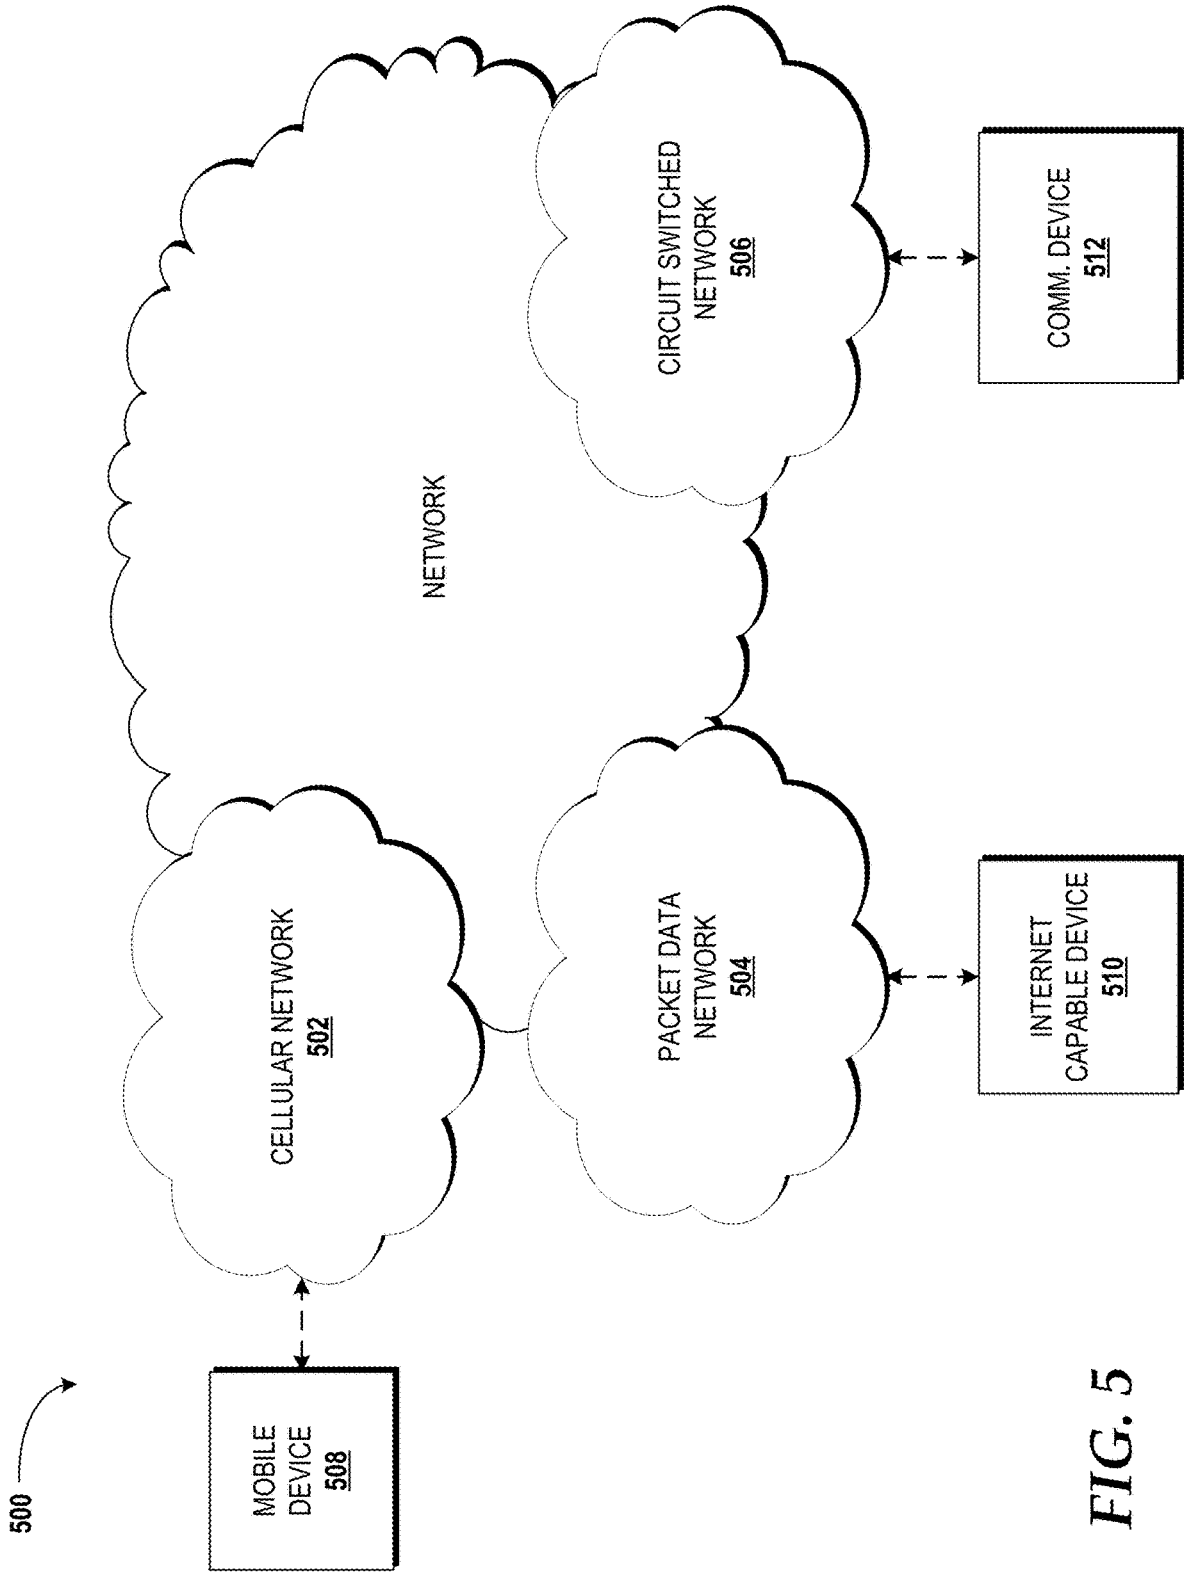 500
MOBILE
DEVICE
508
CELLULAR NETWORK
502
NETWORK
PACKET DATA
NETWORK
504
CIRCUIT SWITCHED
NETWORK
506
INTERNET
CAPABLE DEVICE
510
COMM. DEVICE
512
FIG. 5